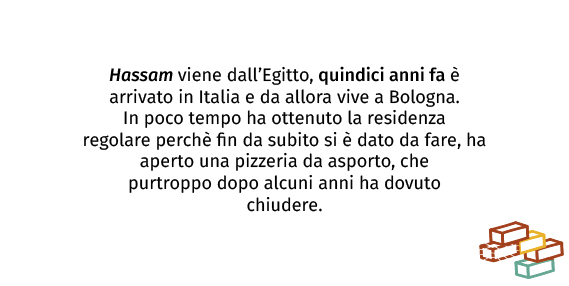 Hassam viene dall’Egitto, quindici anni fa è
arrivato in Italia e da allora vive a Bologna.
In poco tempo ha ottenuto la residenza
regolare perchè fin da subito si è dato da fare, ha
aperto una pizzeria da asporto, che
purtroppo dopo alcuni anni ha dovuto
chiudere.